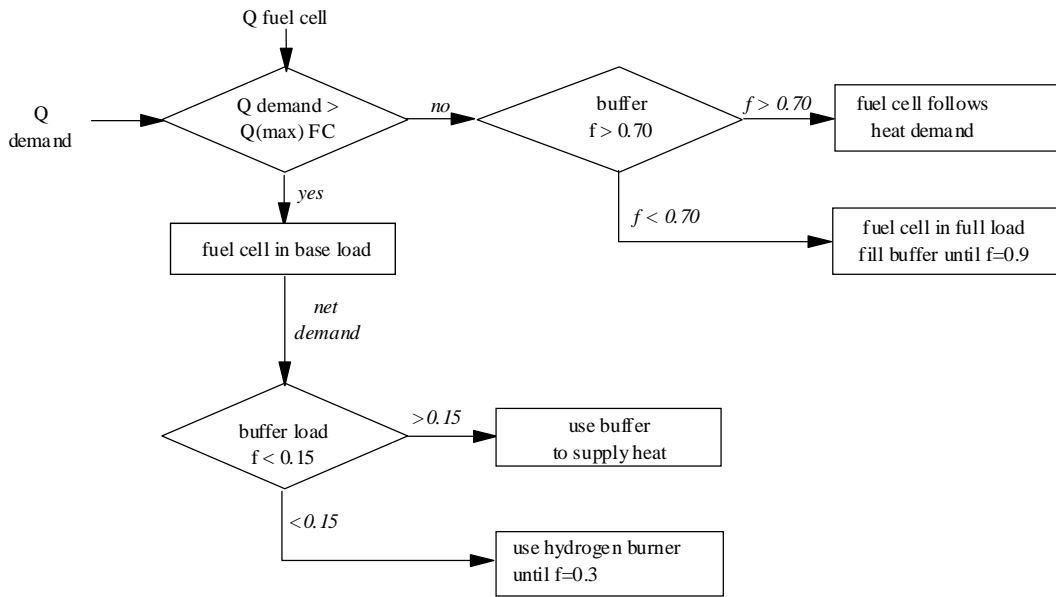 Q fuel cell
Q
demand
Q demand >
Q(max) FC
no
buffer
f > 0.70
f > 0.70
fuel cell follows
heat demand
yes
f < 0.70
fuel cell in full load
fill buffer until f=0.9
fuel cell in base load
net
demand
buffer load
f < 0.15
>0.15
use buffer
to supply heat
<0.15
use hydrogen burner
until f=0.3